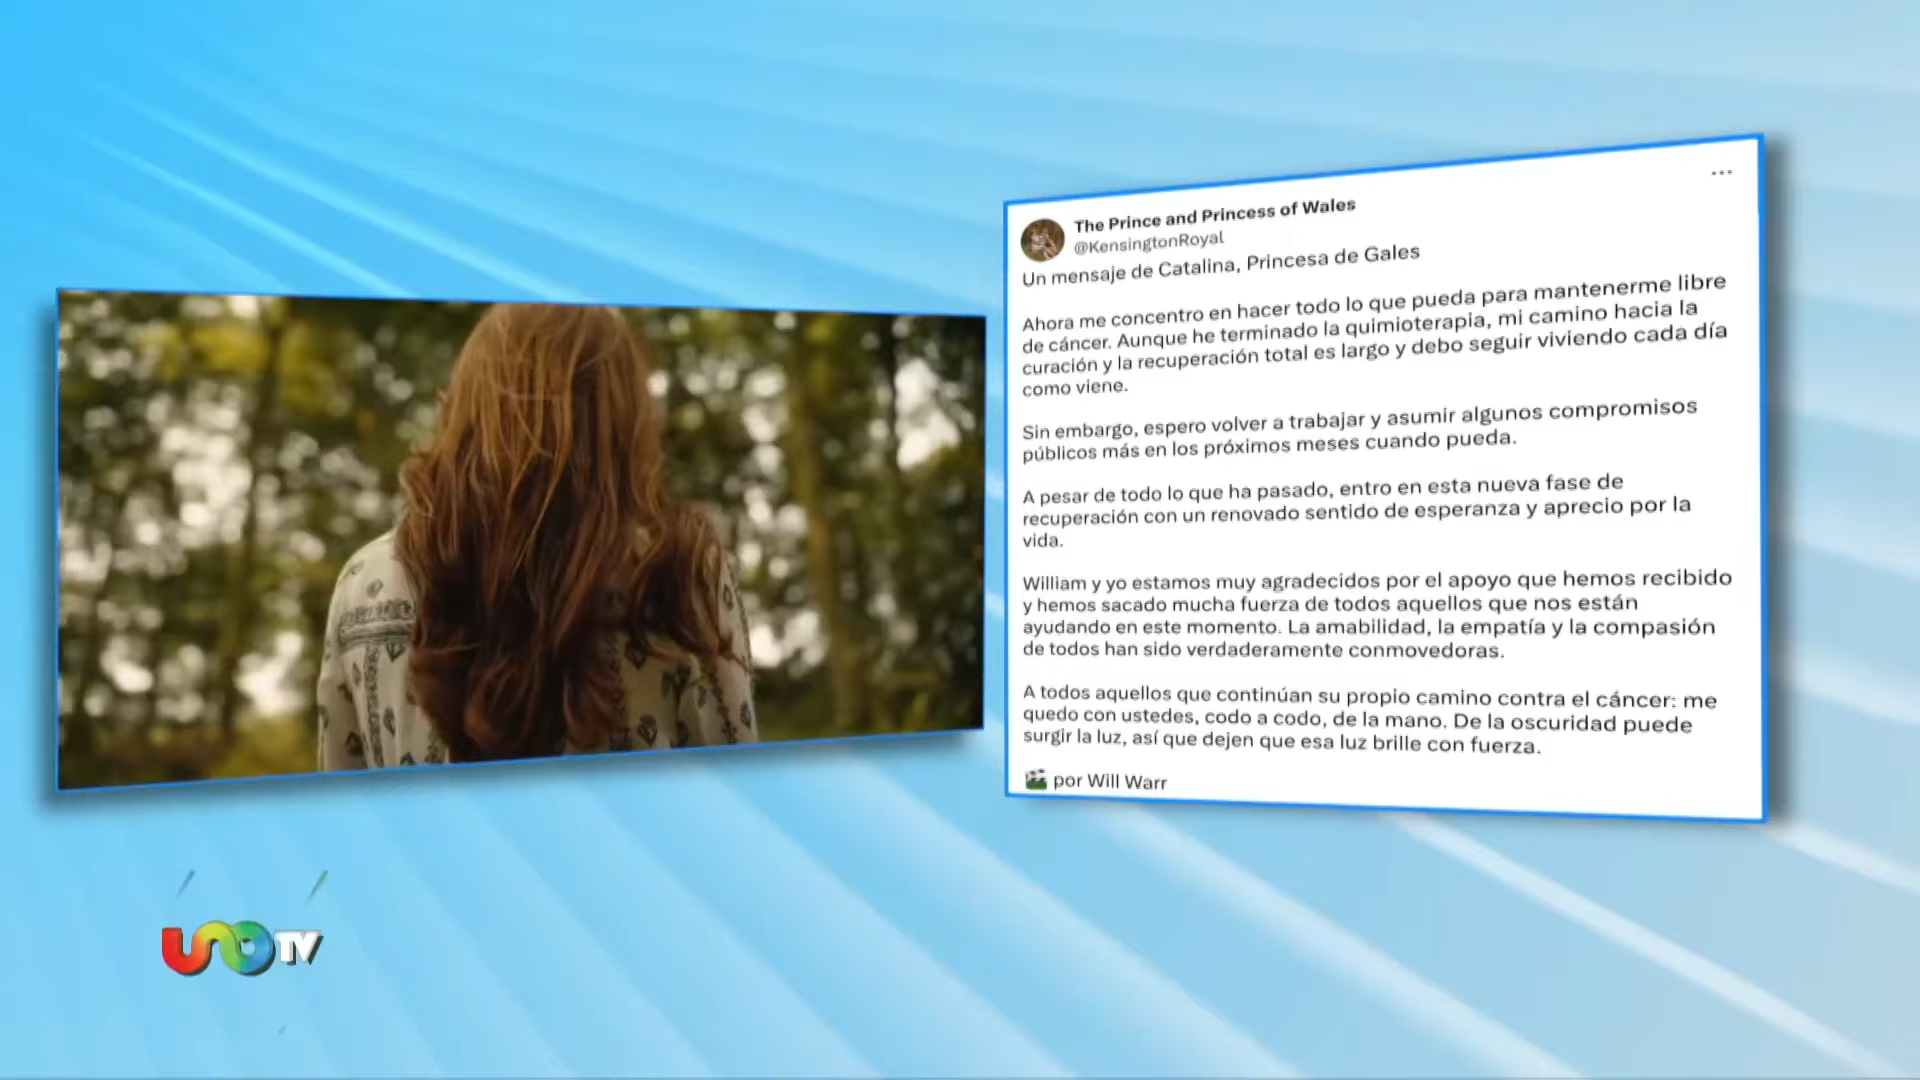 The Prince and Princess of Wales
@KensingtonRoyal
Un mensaje de Catalina, Princesa de Gales
Ahora me concentro en hacer todo lo que pueda para mantenerme libre
de cáncer. Aunque he terminado la quimioterapia, mi camino hacia la
curación y la recuperación total es largo y debo seguir viviendo cada día
como viene.
Sin embargo, espero volver a trabajar y asumir algunos compromisos
públicos más en los próximos meses cuando pueda.
A pesar de todo lo que ha pasado, entro en esta nueva fase de
recuperación con un renovado sentido de esperanza y aprecio por la
vida.
William y yo estamos muy agradecidos por el apoyo que hemos recibido
y hemos sacado mucha fuerza de todos aquellos que nos están
ayudando en este momento. La amabilidad, la empatía y la compasión
de todos han sido verdaderamente conmovedoras.
A todos aquellos que continúan su propio camino contra el cáncer: me
quedo con ustedes, codo a codo, de la mano. De la oscuridad puede
surgir la luz, así que dejen que esa luz brille con fuerza.
por Will Warr
UNO TV